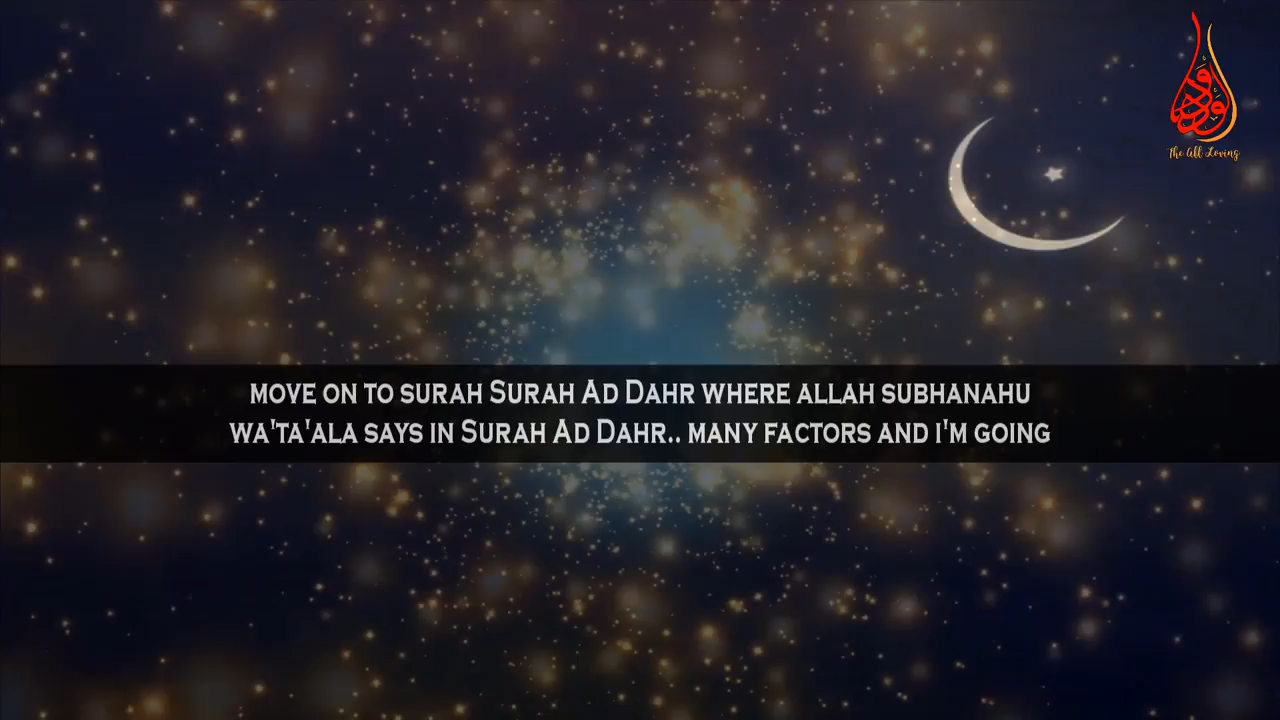 The All Loving
MOVE ON TO SURAH SURAH AD DAHR WHERE ALLAH SUBHANAHU
WA'TA'ALA SAYS IN SURAH AD DAHR.. MANY FACTORS AND I'M GOING